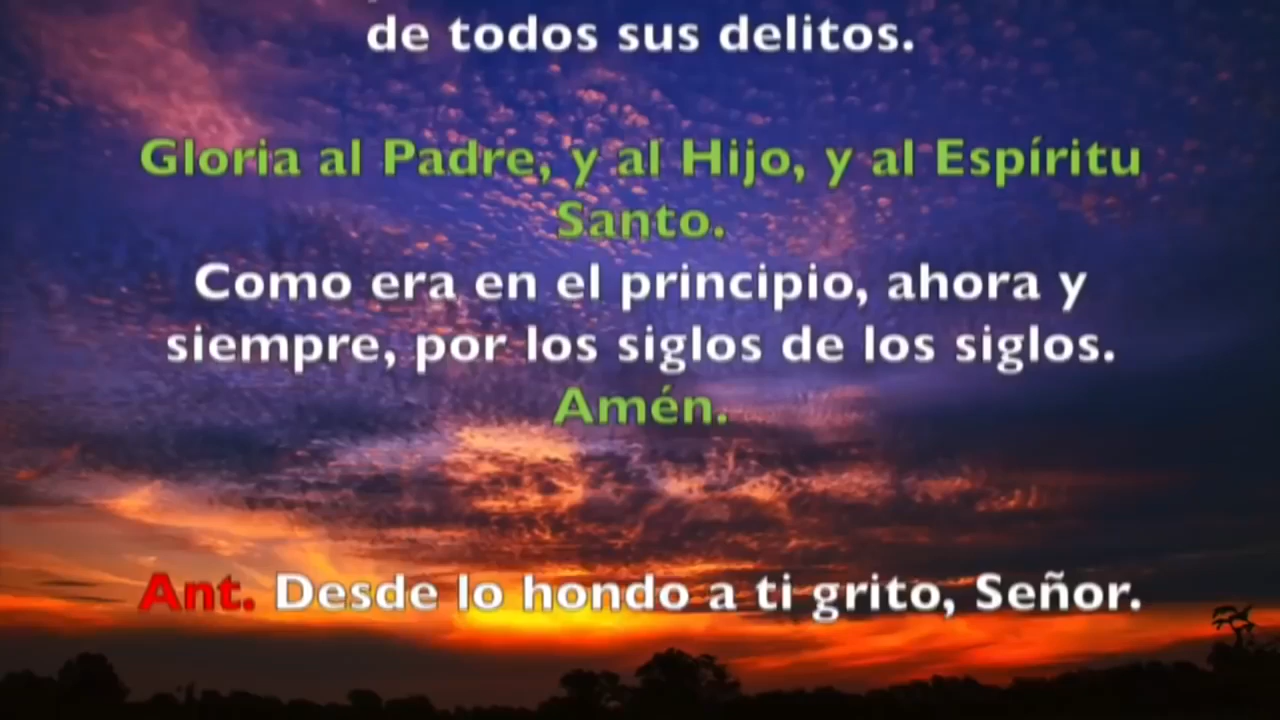 de todos sus delitos.
Gloria al Padre, y al Hijo, y al Espíritu
Santo.
Como era en el principio, ahora y
siempre, por los siglos de los siglos.
Amén.
Ant. Desde lo hondo a ti grito, Señor.